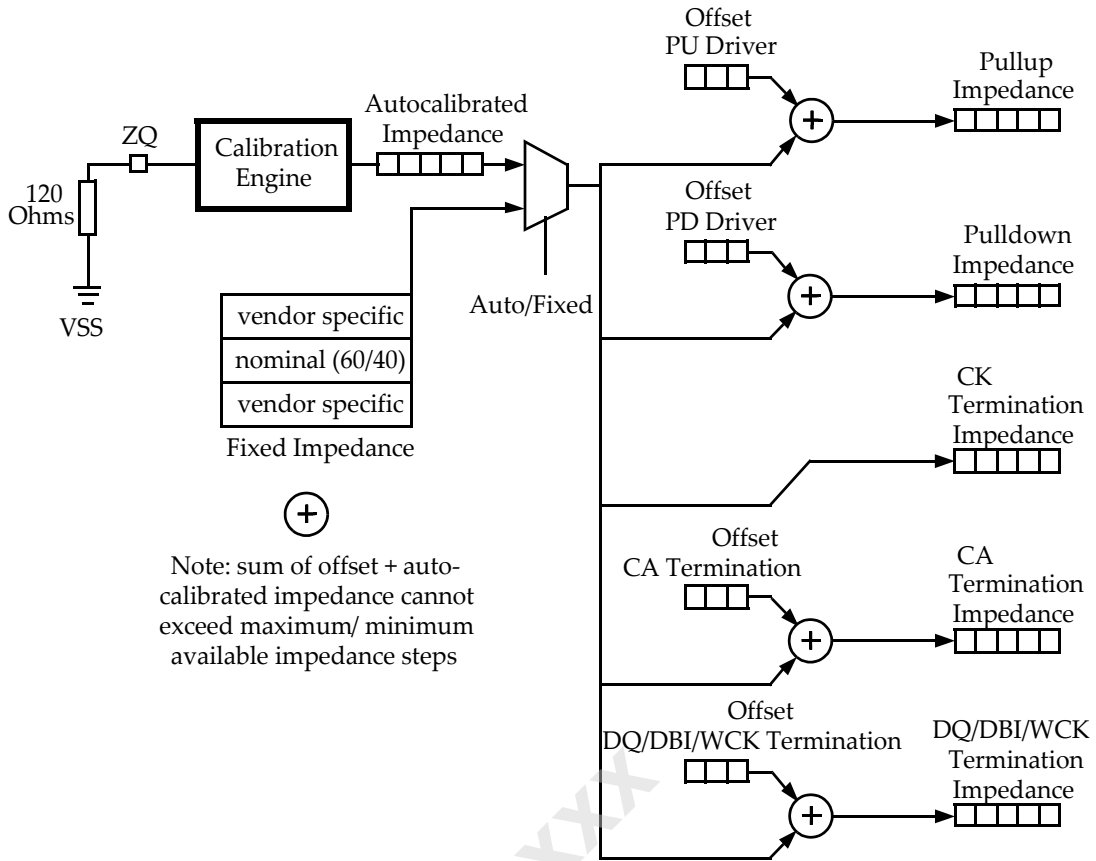 Offset
PU Driver
Pullup
Impedance
Autocalibrated
Impedance
ZQ
Calibration
Engine
120
Ohms
VSS
Offset
PD Driver
Pulldown
Impedance
Auto/Fixed
vendor specific
nominal (60/40)
vendor specific
Fixed Impedance
CK
Termination
Impedance
+
Note: sum of offset + auto-
calibrated impedance cannot
exceed maximum/ minimum
available impedance steps
Offset
CA Termination
CA
Termination
Impedance
Offset
DQ/DBI/WCK Termination
DQ/DBI/WCK
Termination
Impedance
+
+
+
+
XXX